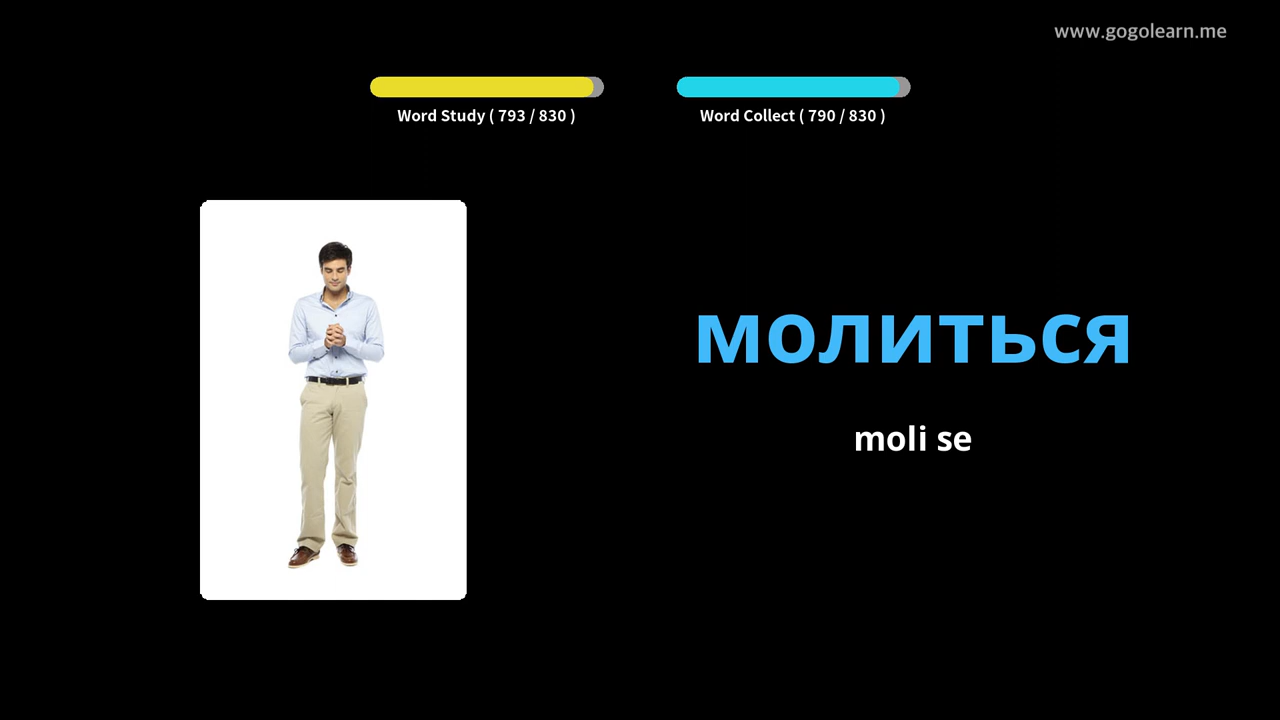 www.gogolearn.me
Word Study ( 793 / 830 )
Word Collect ( 790 / 830 )
молиться
moli se